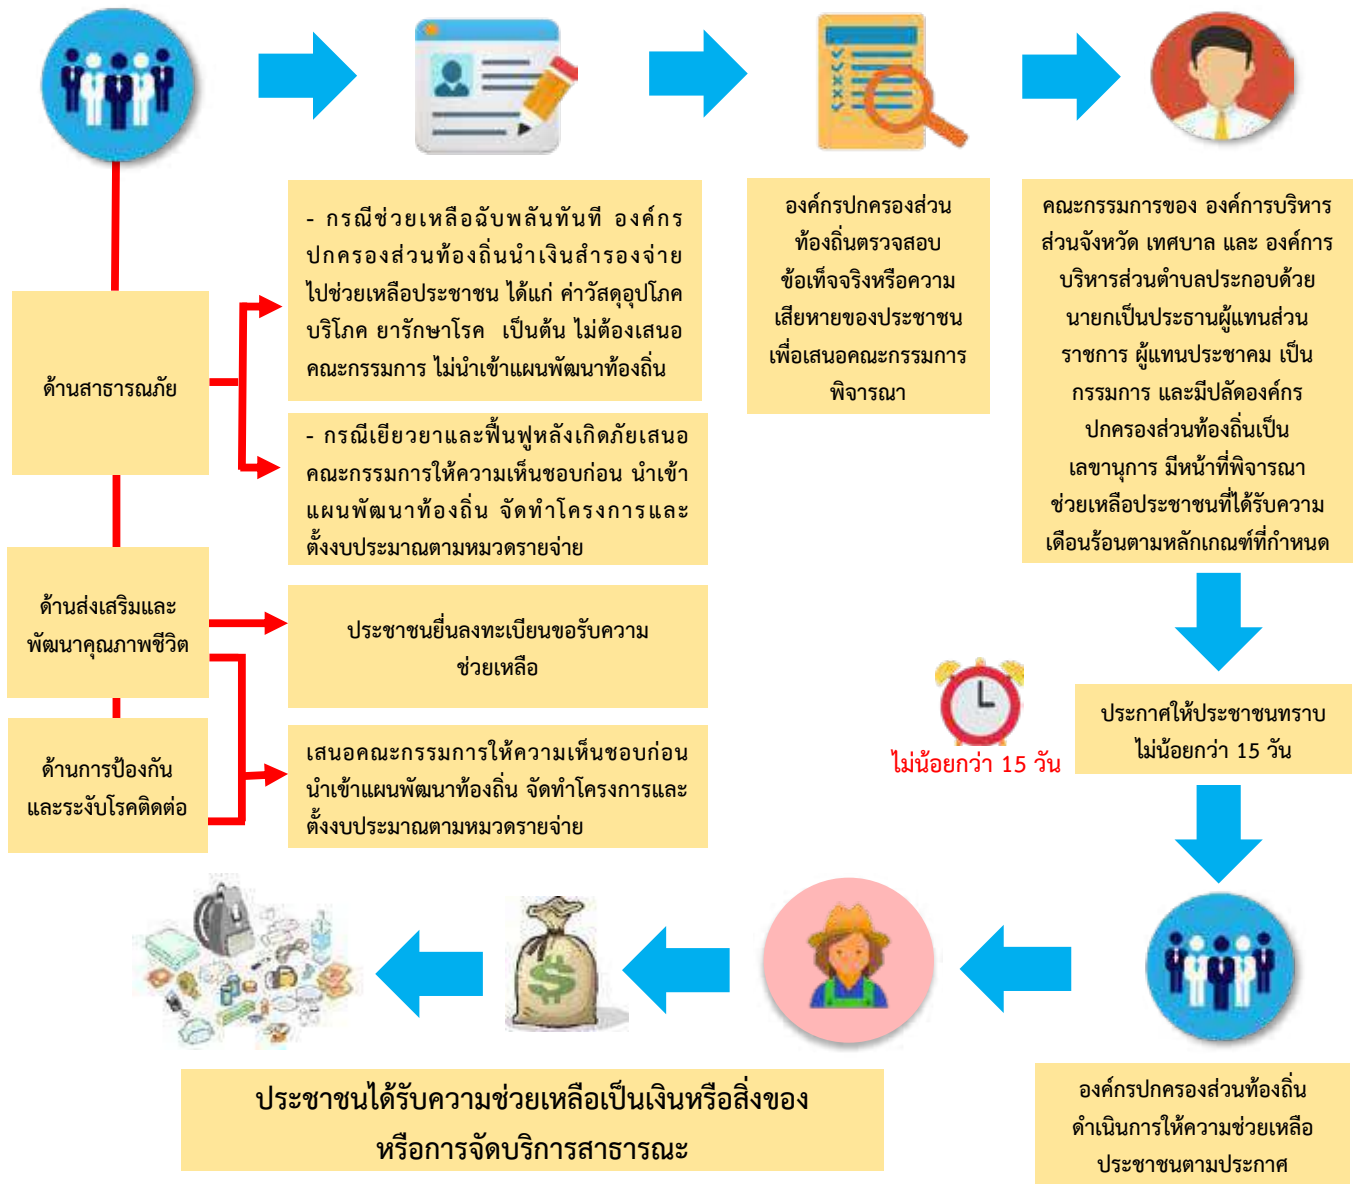 - กรณีช่วยเหลือฉับพลันทันที องค์กร
ปกครองส่วนท้องถิ่นนำเงินสำรองจ่าย
ไปช่วยเหลือประชาชน ได้แก่ ค่าวัสดุอุปโภค
บริโภค ยารักษาโรค เป็นต้น ไม่ต้องเสนอ
คณะกรรมการ ไม่นำเข้าแผนพัฒนาท้องถิ่น
องค์กรปกครองส่วน
ท้องถิ่นตรวจสอบ
ข้อเท็จจริงหรือความ
เสียหายของประชาชน
เพื่อเสนอคณะกรรมการ
พิจารณา
คณะกรรมการของ องค์การบริหาร
ส่วนจังหวัด เทศบาล และ องค์การ
บริหารส่วนตำบลประกอบด้วย
นายกเป็นประธานผู้แทนส่วน
ราชการ ผู้แทนประชาคม เป็น
กรรมการ และมีปลัดองค์กร
ปกครองส่วนท้องถิ่นเป็น
เลขานุการ มีหน้าที่พิจารณา
ช่วยเหลือประชาชนที่ได้รับความ
เดือนร้อนตามหลักเกณฑ์ที่กำหนด
ด้านสาธารณภัย
- กรณีเยียวยาและฟื้นฟูหลังเกิดภัยเสนอ
คณะกรรมการให้ความเห็นชอบก่อน นำเข้า
แผนพัฒนาท้องถิ่น จัดทำโครงการและ
ตั้งงบประมาณตามหมวดรายจ่าย
ด้านส่งเสริมและ
พัฒนาคุณภาพชีวิต
ประชาชนยื่นลงทะเบียนขอรับความ
ช่วยเหลือ
ด้านการป้องกัน
และระงับโรคติดต่อ
เสนอคณะกรรมการให้ความเห็นชอบก่อน
นำเข้าแผนพัฒนาท้องถิ่น จัดทำโครงการและ
ตั้งงบประมาณตามหมวดรายจ่าย
ไม่น้อยกว่า 15 วัน
ประกาศให้ประชาชนทราบ
ไม่น้อยกว่า 15 วัน
องค์กรปกครองส่วนท้องถิ่น
ดำเนินการให้ความช่วยเหลือ
ประชาชนตามประกาศ
ประชาชนได้รับความช่วยเหลือเป็นเงินหรือสิ่งของ
หรือการจัดบริการสาธารณะ